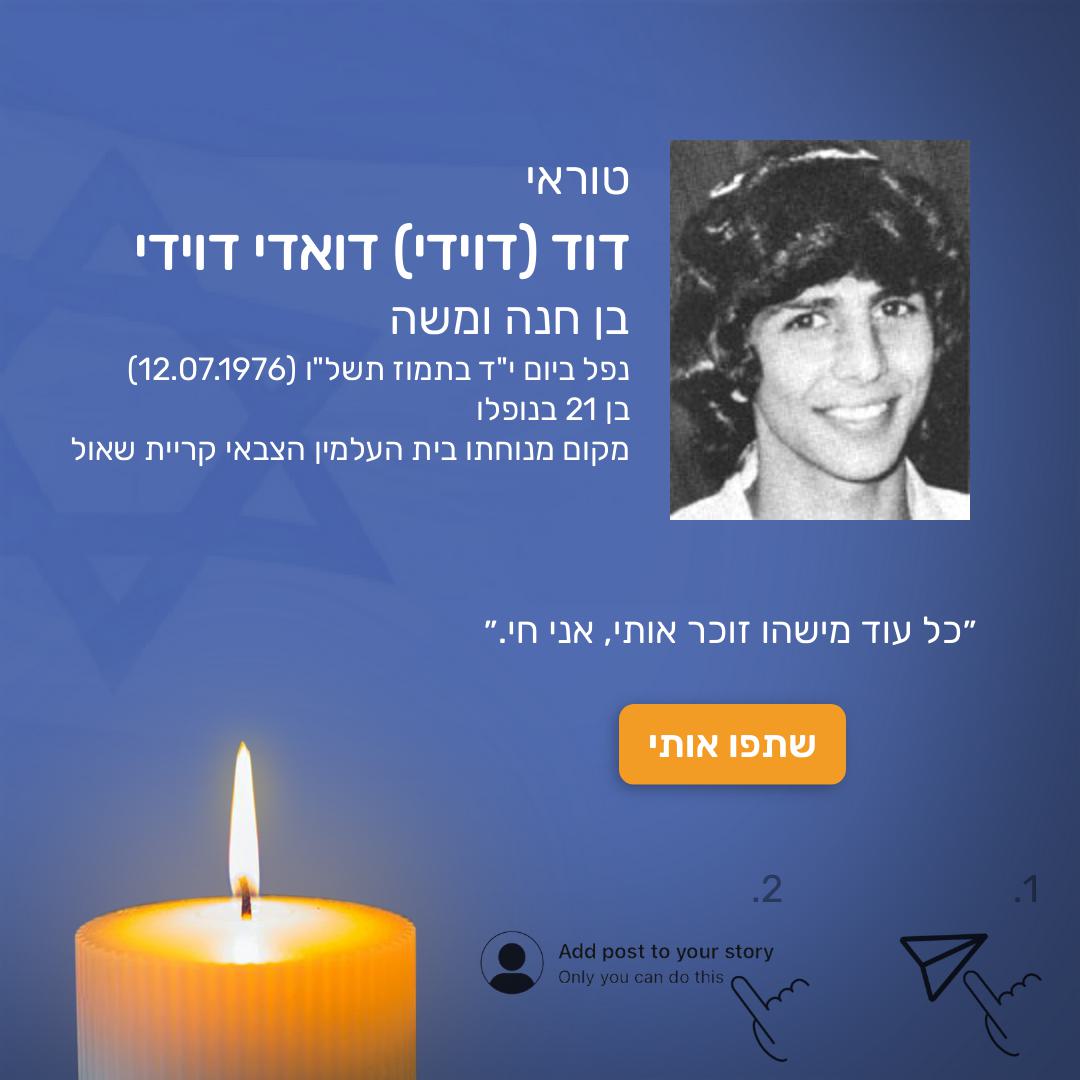 טוראי
דוד (דוידי) דואדי דוידי
בן חנה ומשה
נפל ביום י"ד בתמוז תשל"ו (12.07.1976)
בן 21 בנופלו
מקום מנוחתו בית העלמין הצבאי קריית שאול
״כל עוד מישהו זוכר אותי, אני חי.״
שתפו אותי
1.
2.
Add post to your story
Only you can do this